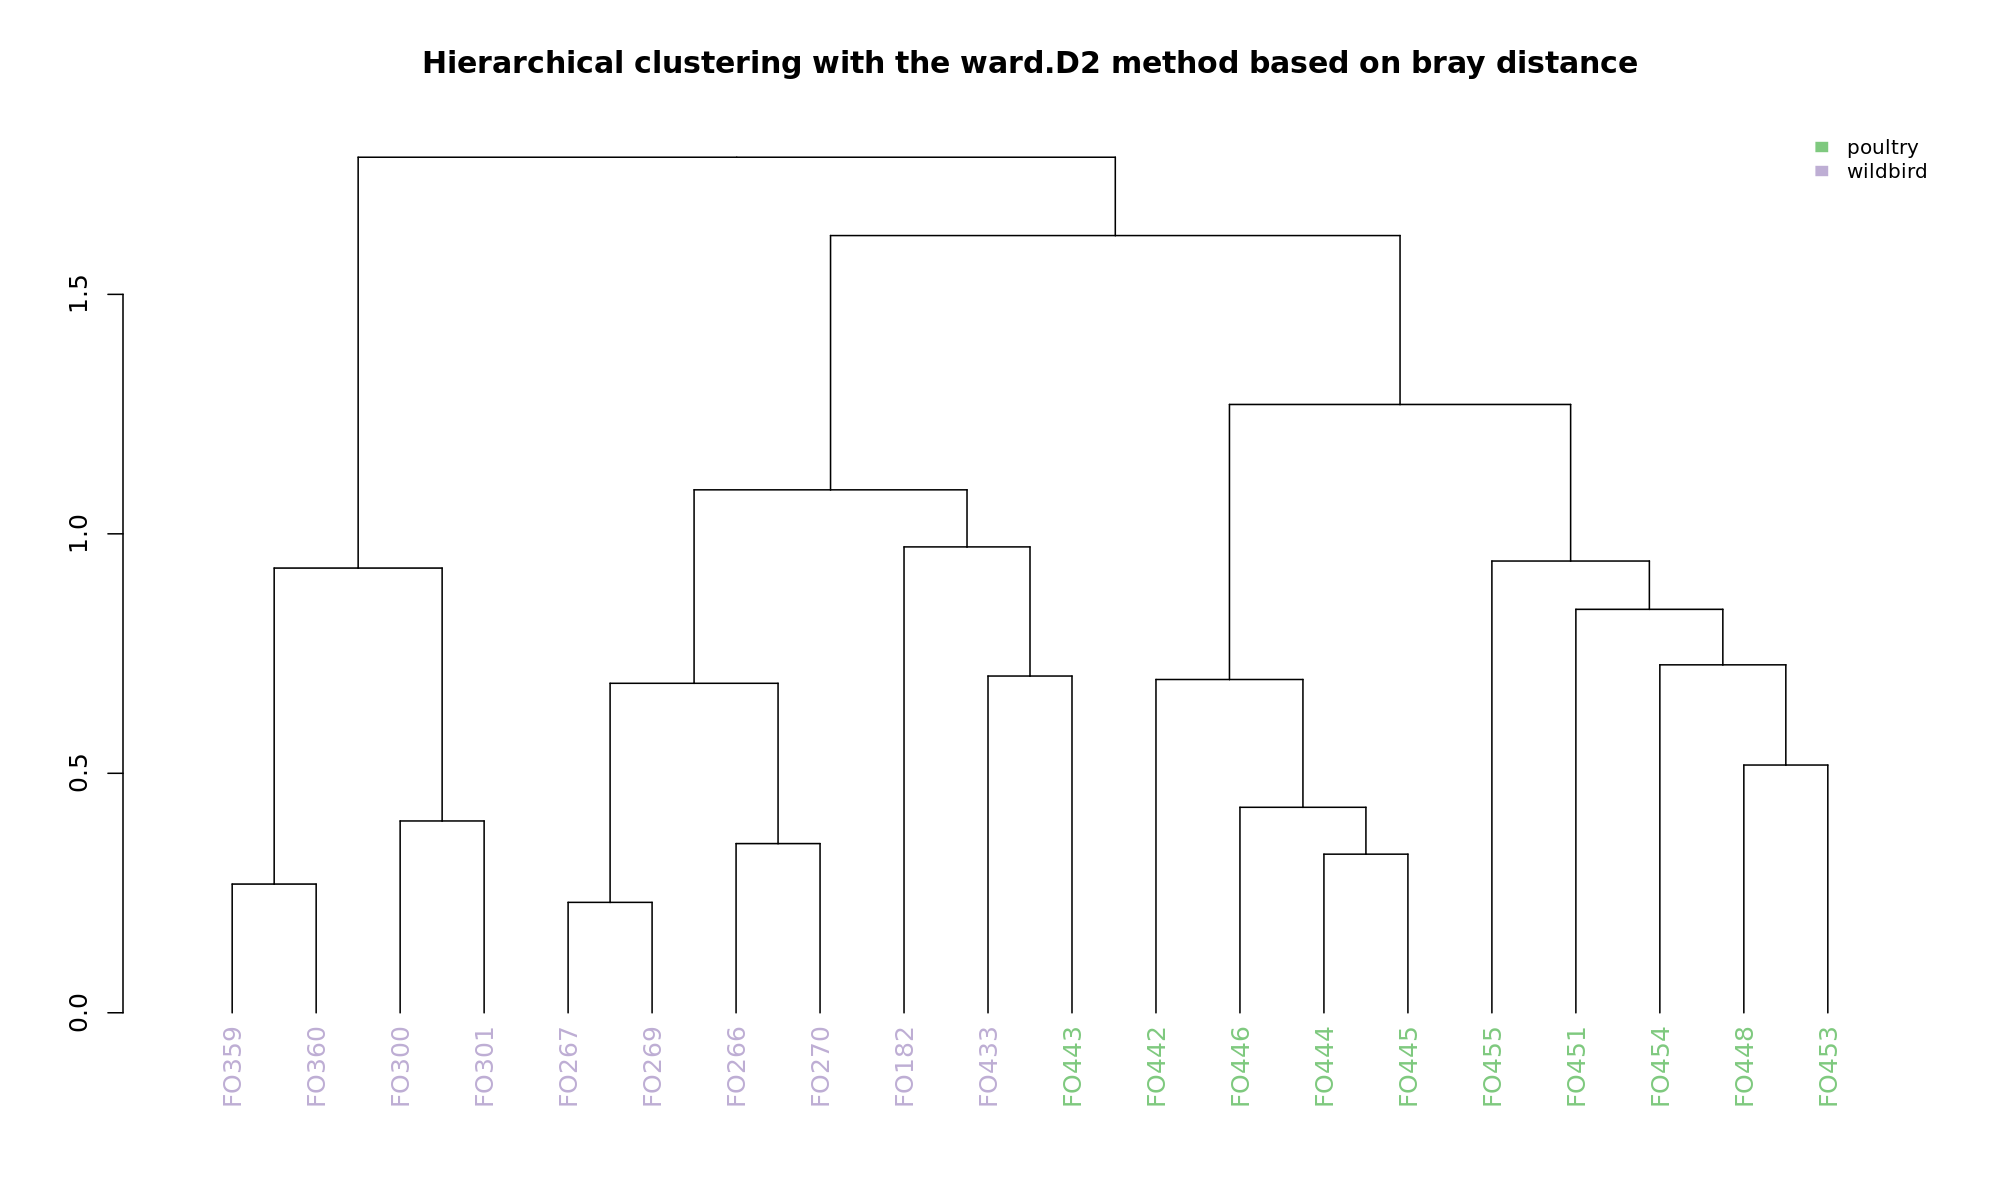 Hierarchical clustering with the ward.D2 method based on bray distance
poultry
wildbird
1.5
1.0
0.5
0.0
FO359
FO360
FO300
FO301
FO267
FO269
FO266
FO270
FO182
FO433
FO443
FO442
FO446
FO444
FO445
FO455
FO451
FO454
FO448
FO453